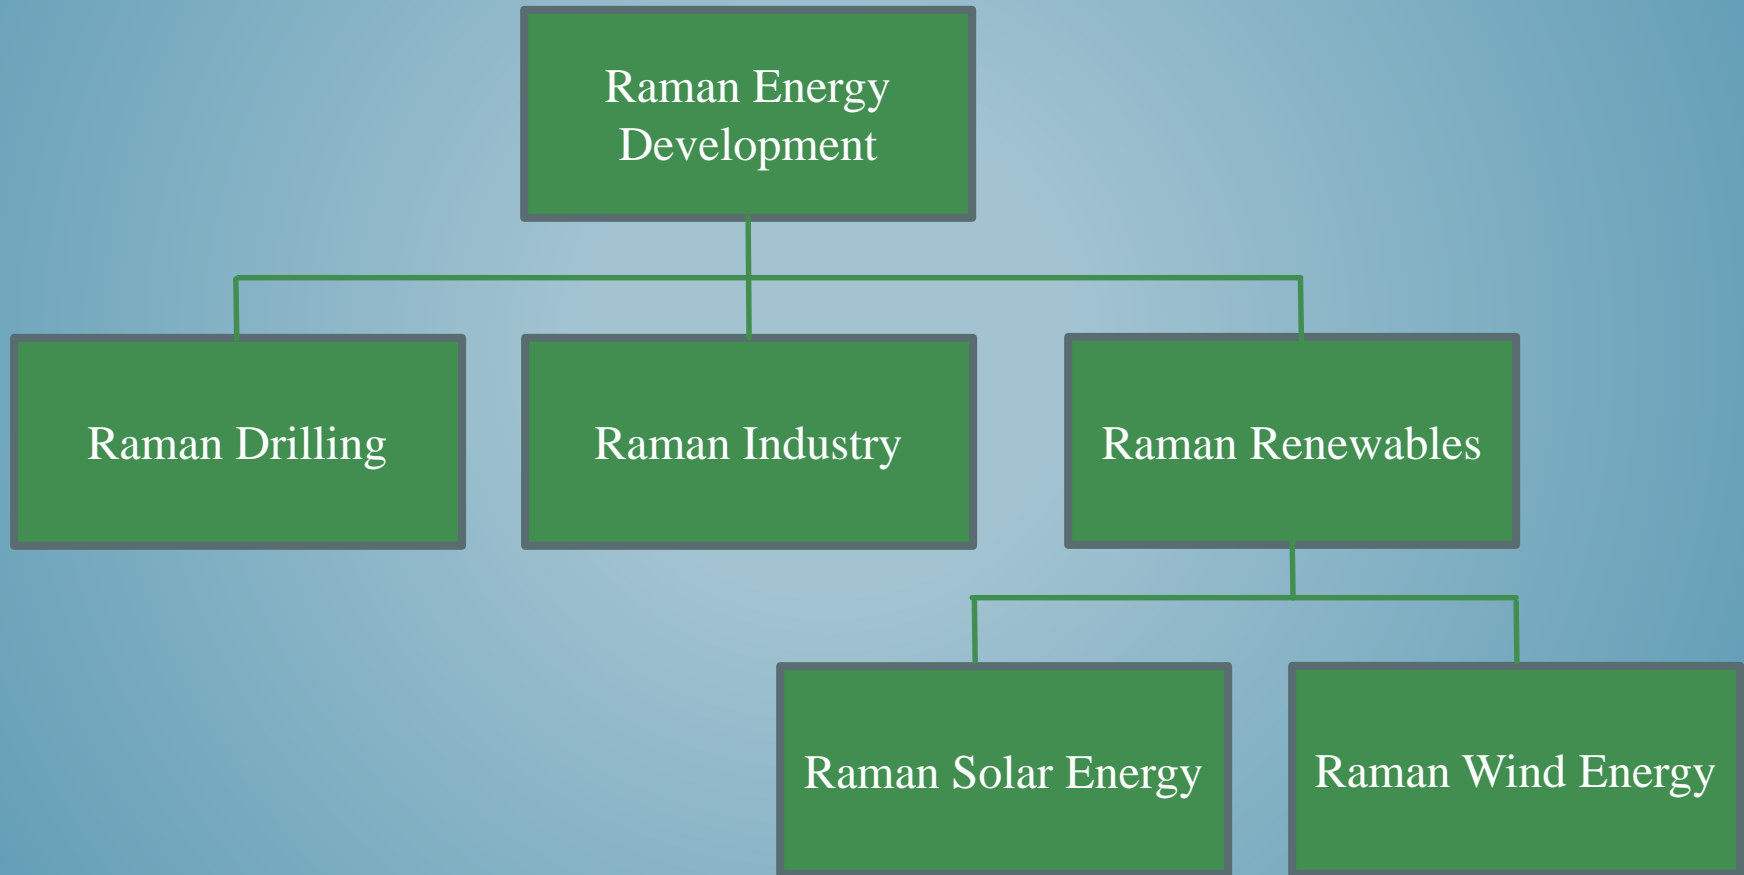 Raman Energy
Development
Raman Drilling
Raman Industry
Raman Renewables
Raman Solar Energy
Raman Wind Energy